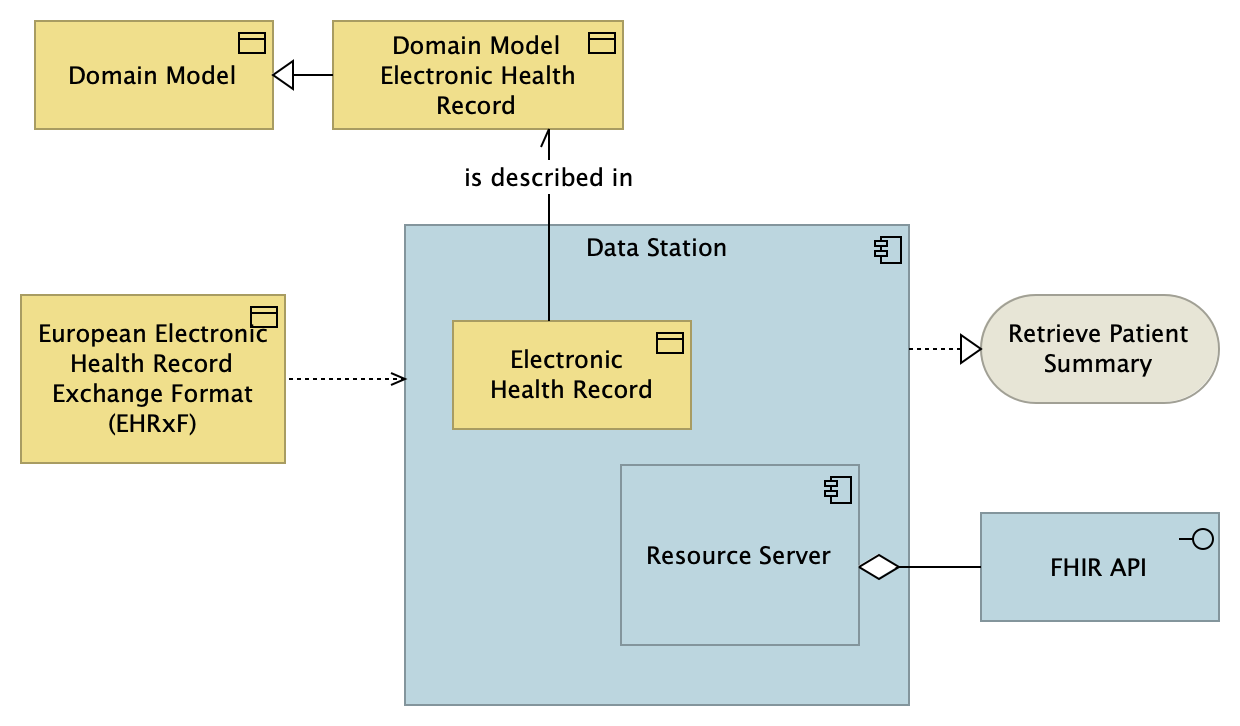 Domain Model
Domain Model
Electronic Health
Record
is described in
Data Station
European Electronic
Health Record
Exchange Format
(EHRxF)
Electronic
Health Record
Retrieve Patient
Summary
Resource Server
FHIR API